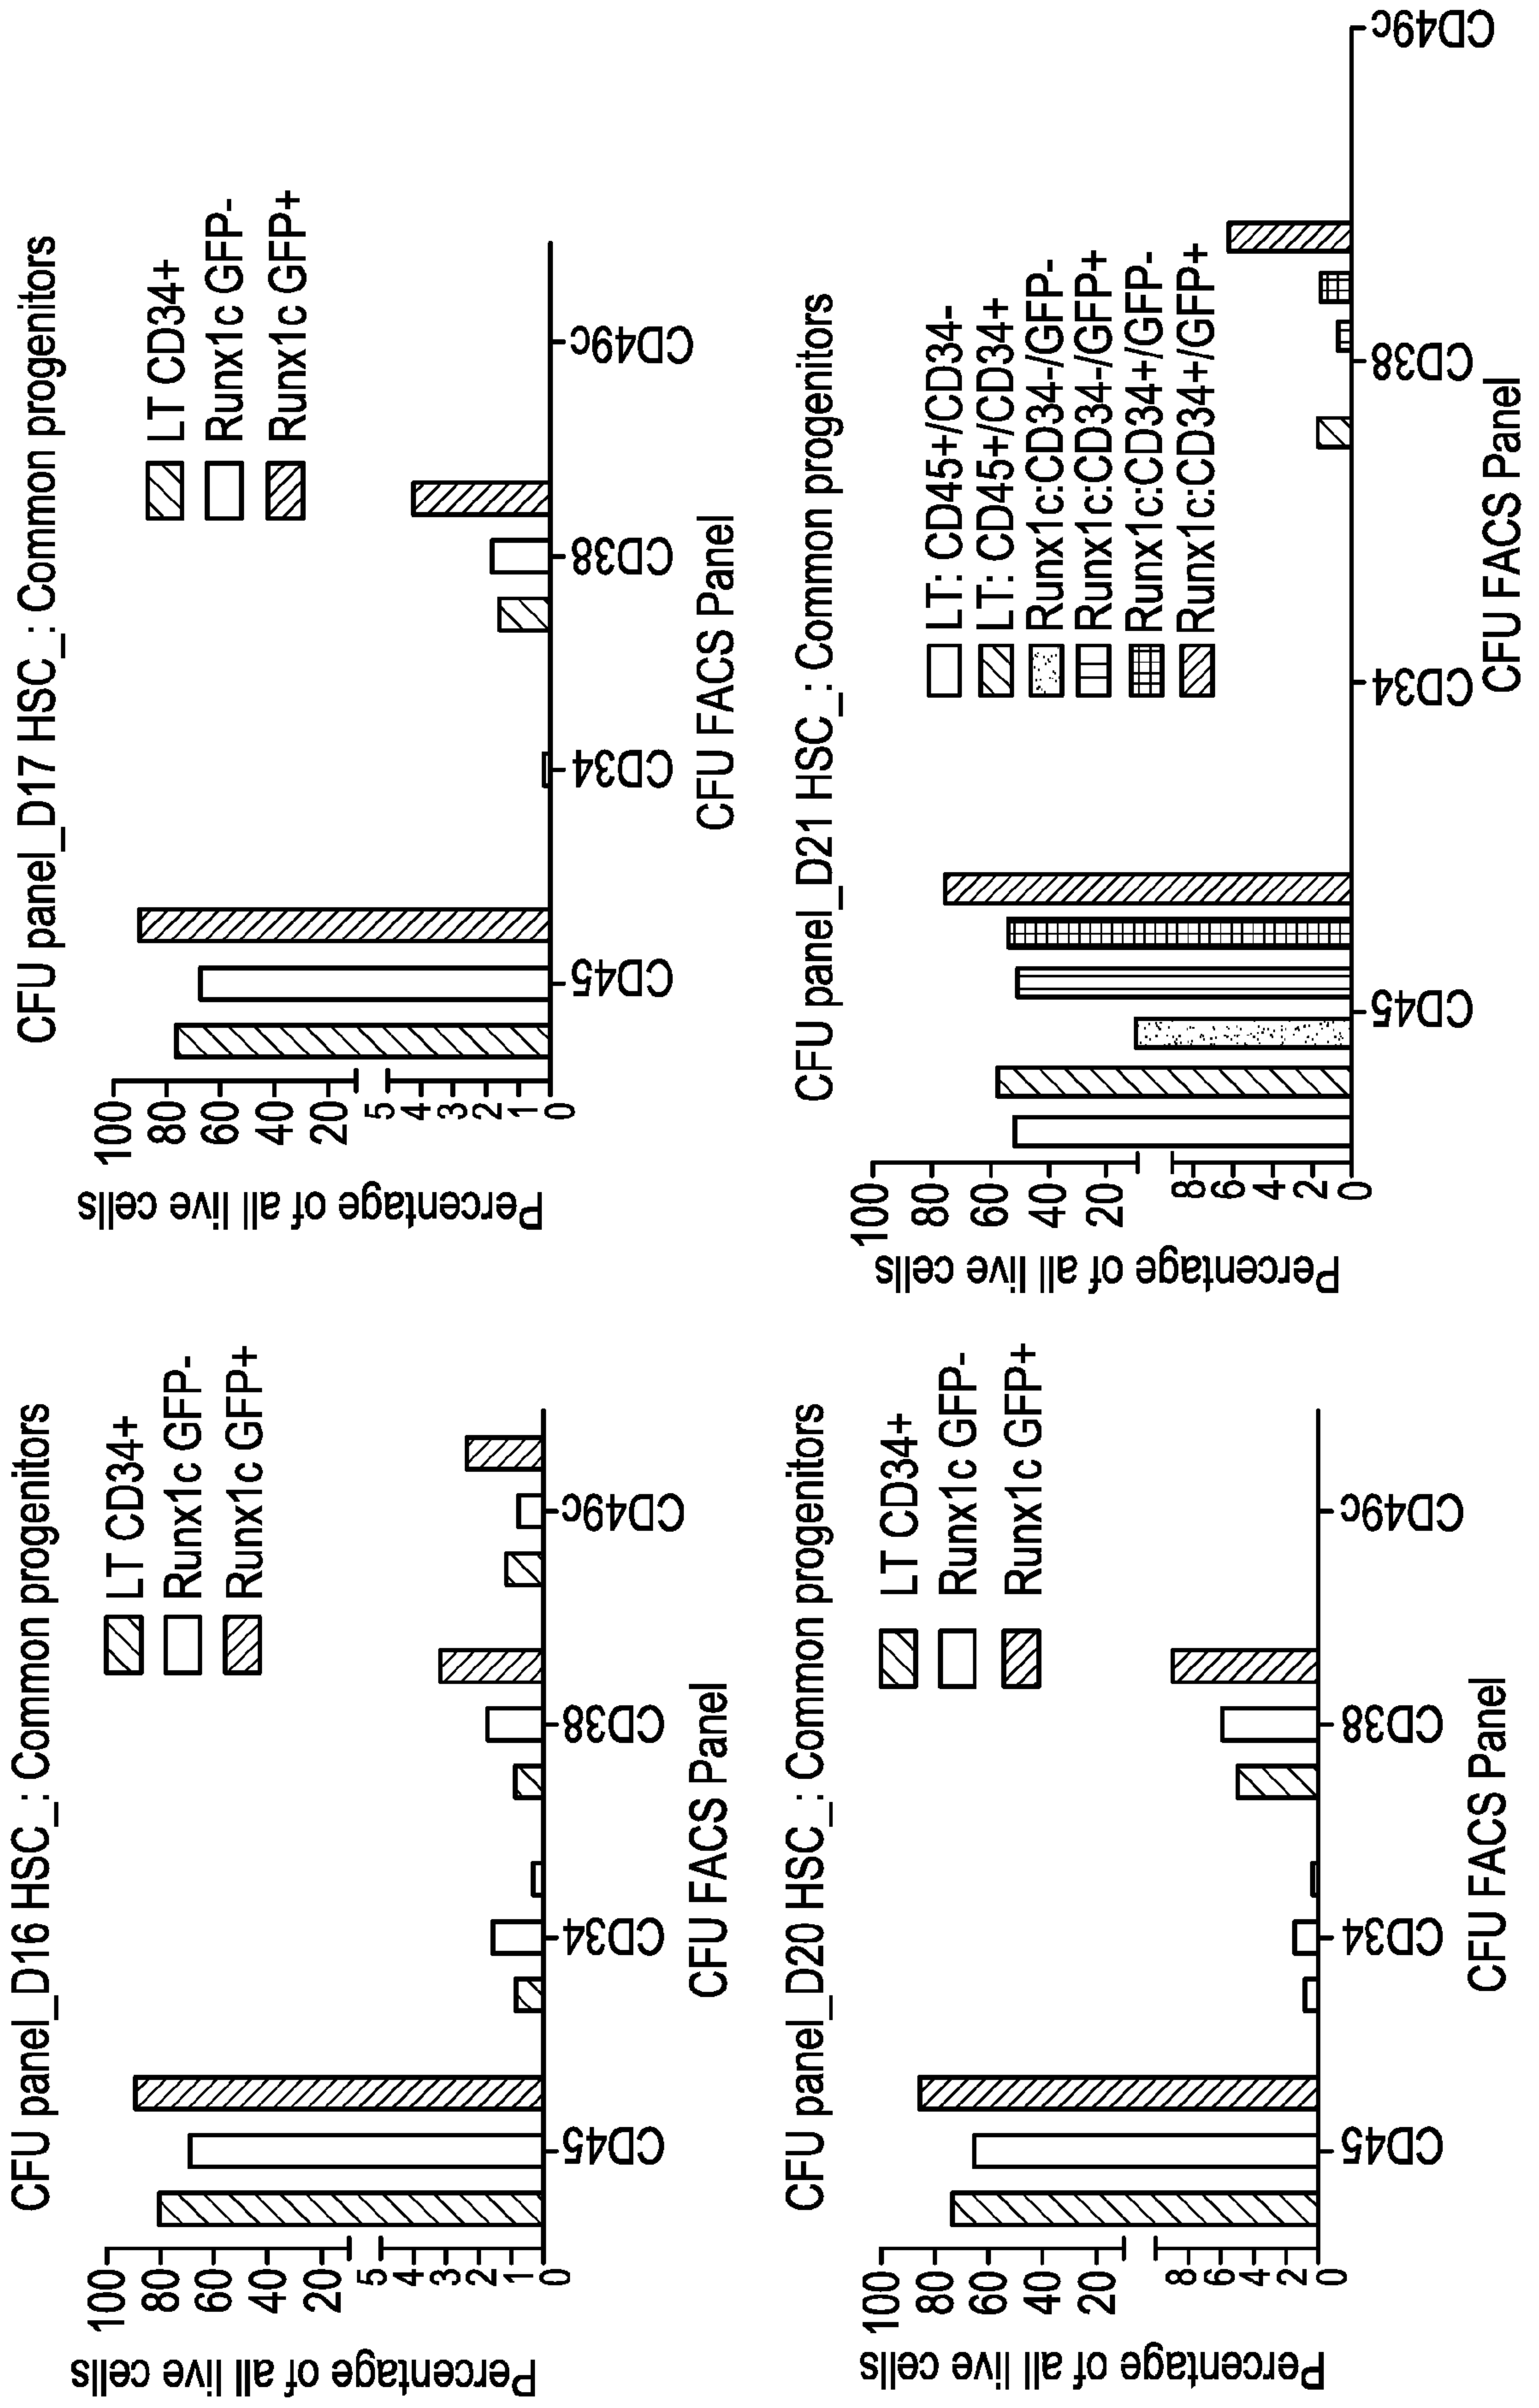 CFU panel_D16 HSC_: Common progenitors
LT CD34+
Runx1c GFP-
Runx1c GFP+
Percentage of all live cells
100
80
60
40
20
5
4
3
2
1
0
CD45
CD34
CD38
CD49c
CFU FACS Panel
CFU panel_D17 HSC_: Common progenitors
LT CD34+
Runx1c GFP-
Runx1c GFP+
Percentage of all live cells
100
80
60
40
20
5
4
3
2
1
0
CD45
CD34
CD38
CD49c
CFU FACS Panel
CFU panel_D20 HSC_: Common progenitors
LT CD34+
Runx1c GFP-
Runx1c GFP+
Percentage of all live cells
100
80
60
40
20
8
6
4
2
0
CD45
CD34
CD38
CD49c
CFU FACS Panel
CFU panel_D21 HSC_: Common progenitors
LT: CD45+/CD34-
LT: CD45+/CD34+
Runx1c:CD34-/GFP-
Runx1c:CD34-/GFP+
Runx1c:CD34+/GFP-
Runx1c:CD34+/GFP+
Percentage of all live cells
100
80
60
40
20
8
6
4
2
0
CD45
CD34
CD38
CD49c
CFU FACS Panel